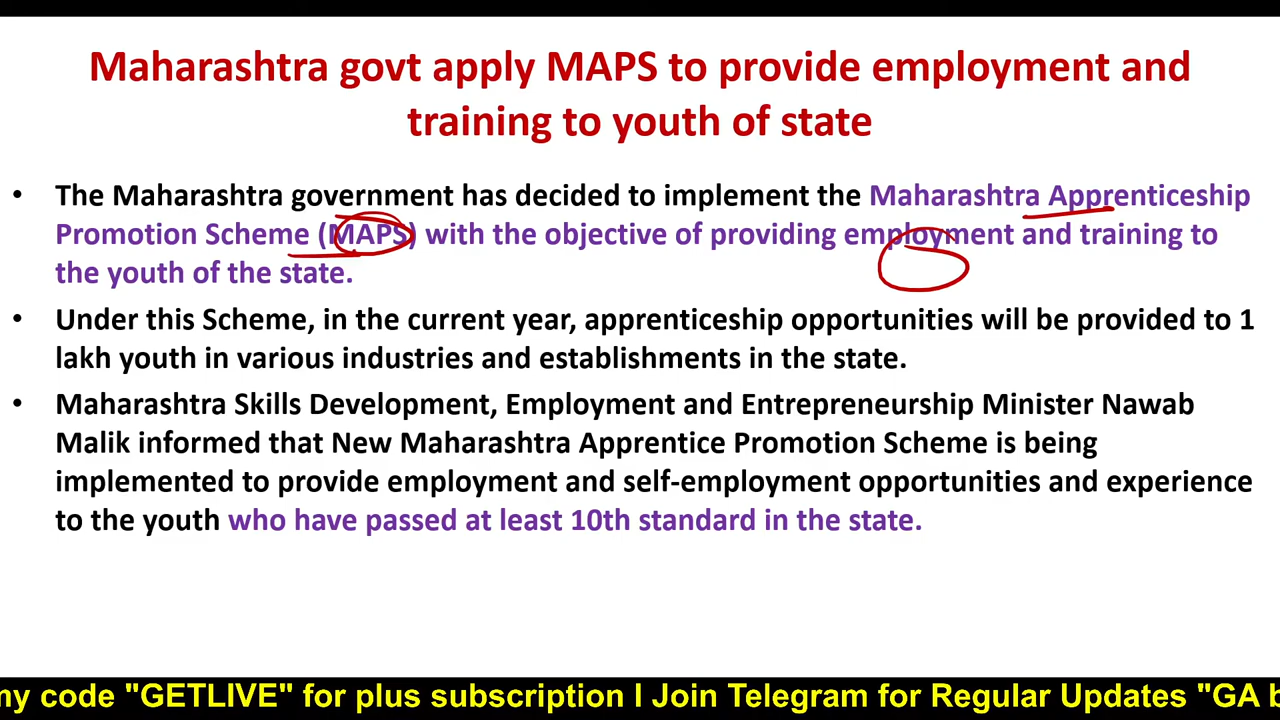 Maharashtra govt apply MAPS to provide employment and
training to youth of state
• The Maharashtra government has decided to implement the Maharashtra Apprenticeship
Promotion Scheme (MAPS) with the objective of providing employment and training to
the youth of the state.
• Under this Scheme, in the current year, apprenticeship opportunities will be provided to 1
lakh youth in various industries and establishments in the state.
• Maharashtra Skills Development, Employment and Entrepreneurship Minister Nawab
Malik informed that New Maharashtra Apprentice Promotion Scheme is being
implemented to provide employment and self-employment opportunities and experience
to the youth who have passed at least 10th standard in the state.
my code "GETLIVE" for plus subscription I Join Telegram for Regular Updates "GA b